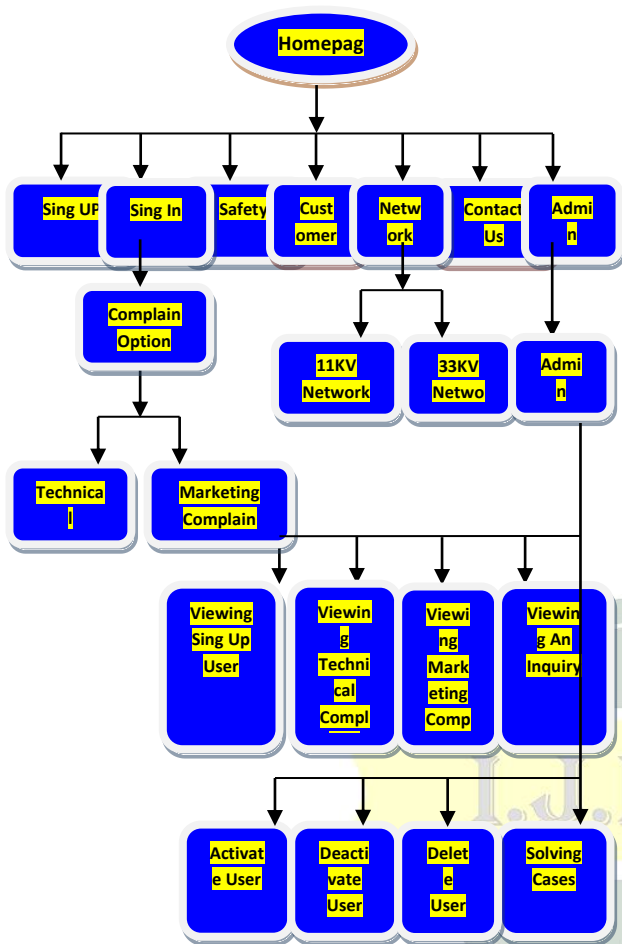 Homepag
Sing UP
Sing In
Safety
Cust
omer
Netw
ork
Contact
Us
Admi
n
Complain
Option
11KV
Network
33KV
Netwo
Admi
n
Technica
l
Marketing
Complain
Viewing
Sing Up
User
Viewin
g
Techni
cal
Compl
Viewi
ng
Mark
eting
Comp
Viewin
g An
Inquiry
I.J.
Activat
e User
Deacti
vate
User
Delet
e
User
Solving
Cases